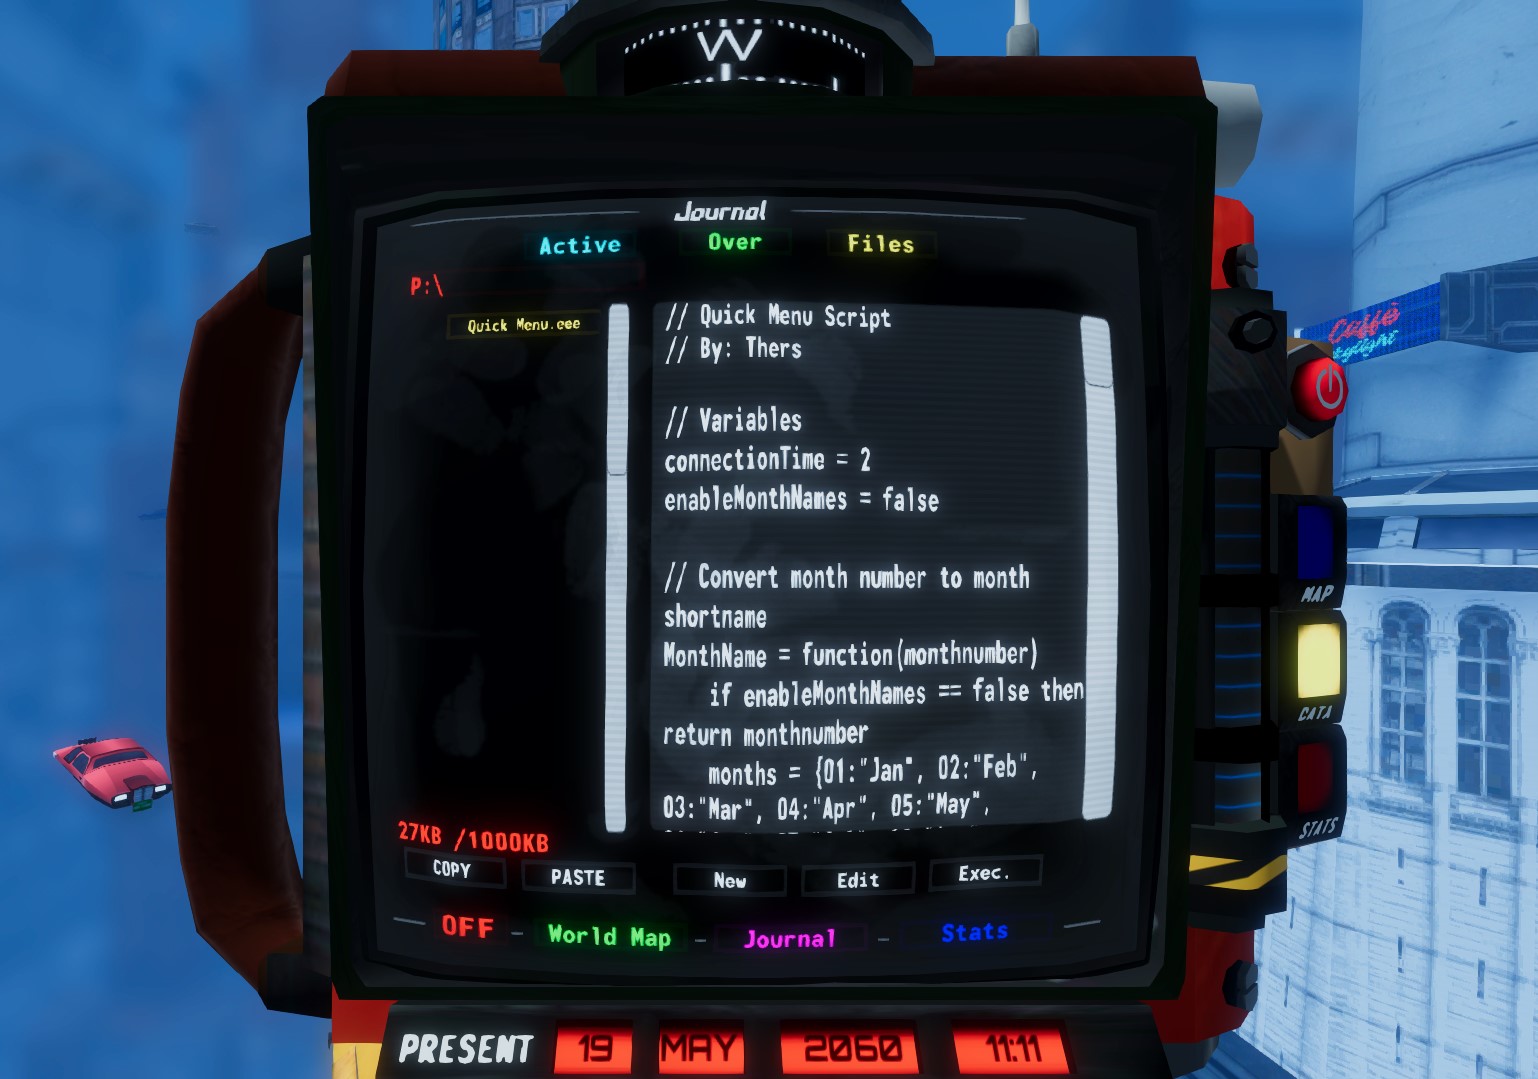 W
Journal
Active Over Files
P:\
Quick Menu.eee
// Quick Menu Script
// By: Thers
// Variables
connectionTime = 2
enableMonthNames = false
// Convert month number to month
shortname
MonthName = function(monthnumber)
if enableMonthNames == false then
return monthnumber
months = {01:"Jan", 02:"Feb",
03:"Mar", 04:"Apr", 05:"May",
27KB /1000KB
COPY PASTE New Edit Exec.
OFF - World Map - Journal - Stats
PRESENT 19 MAY 2060 11:11
MAP
DATA
STATS
Caffè